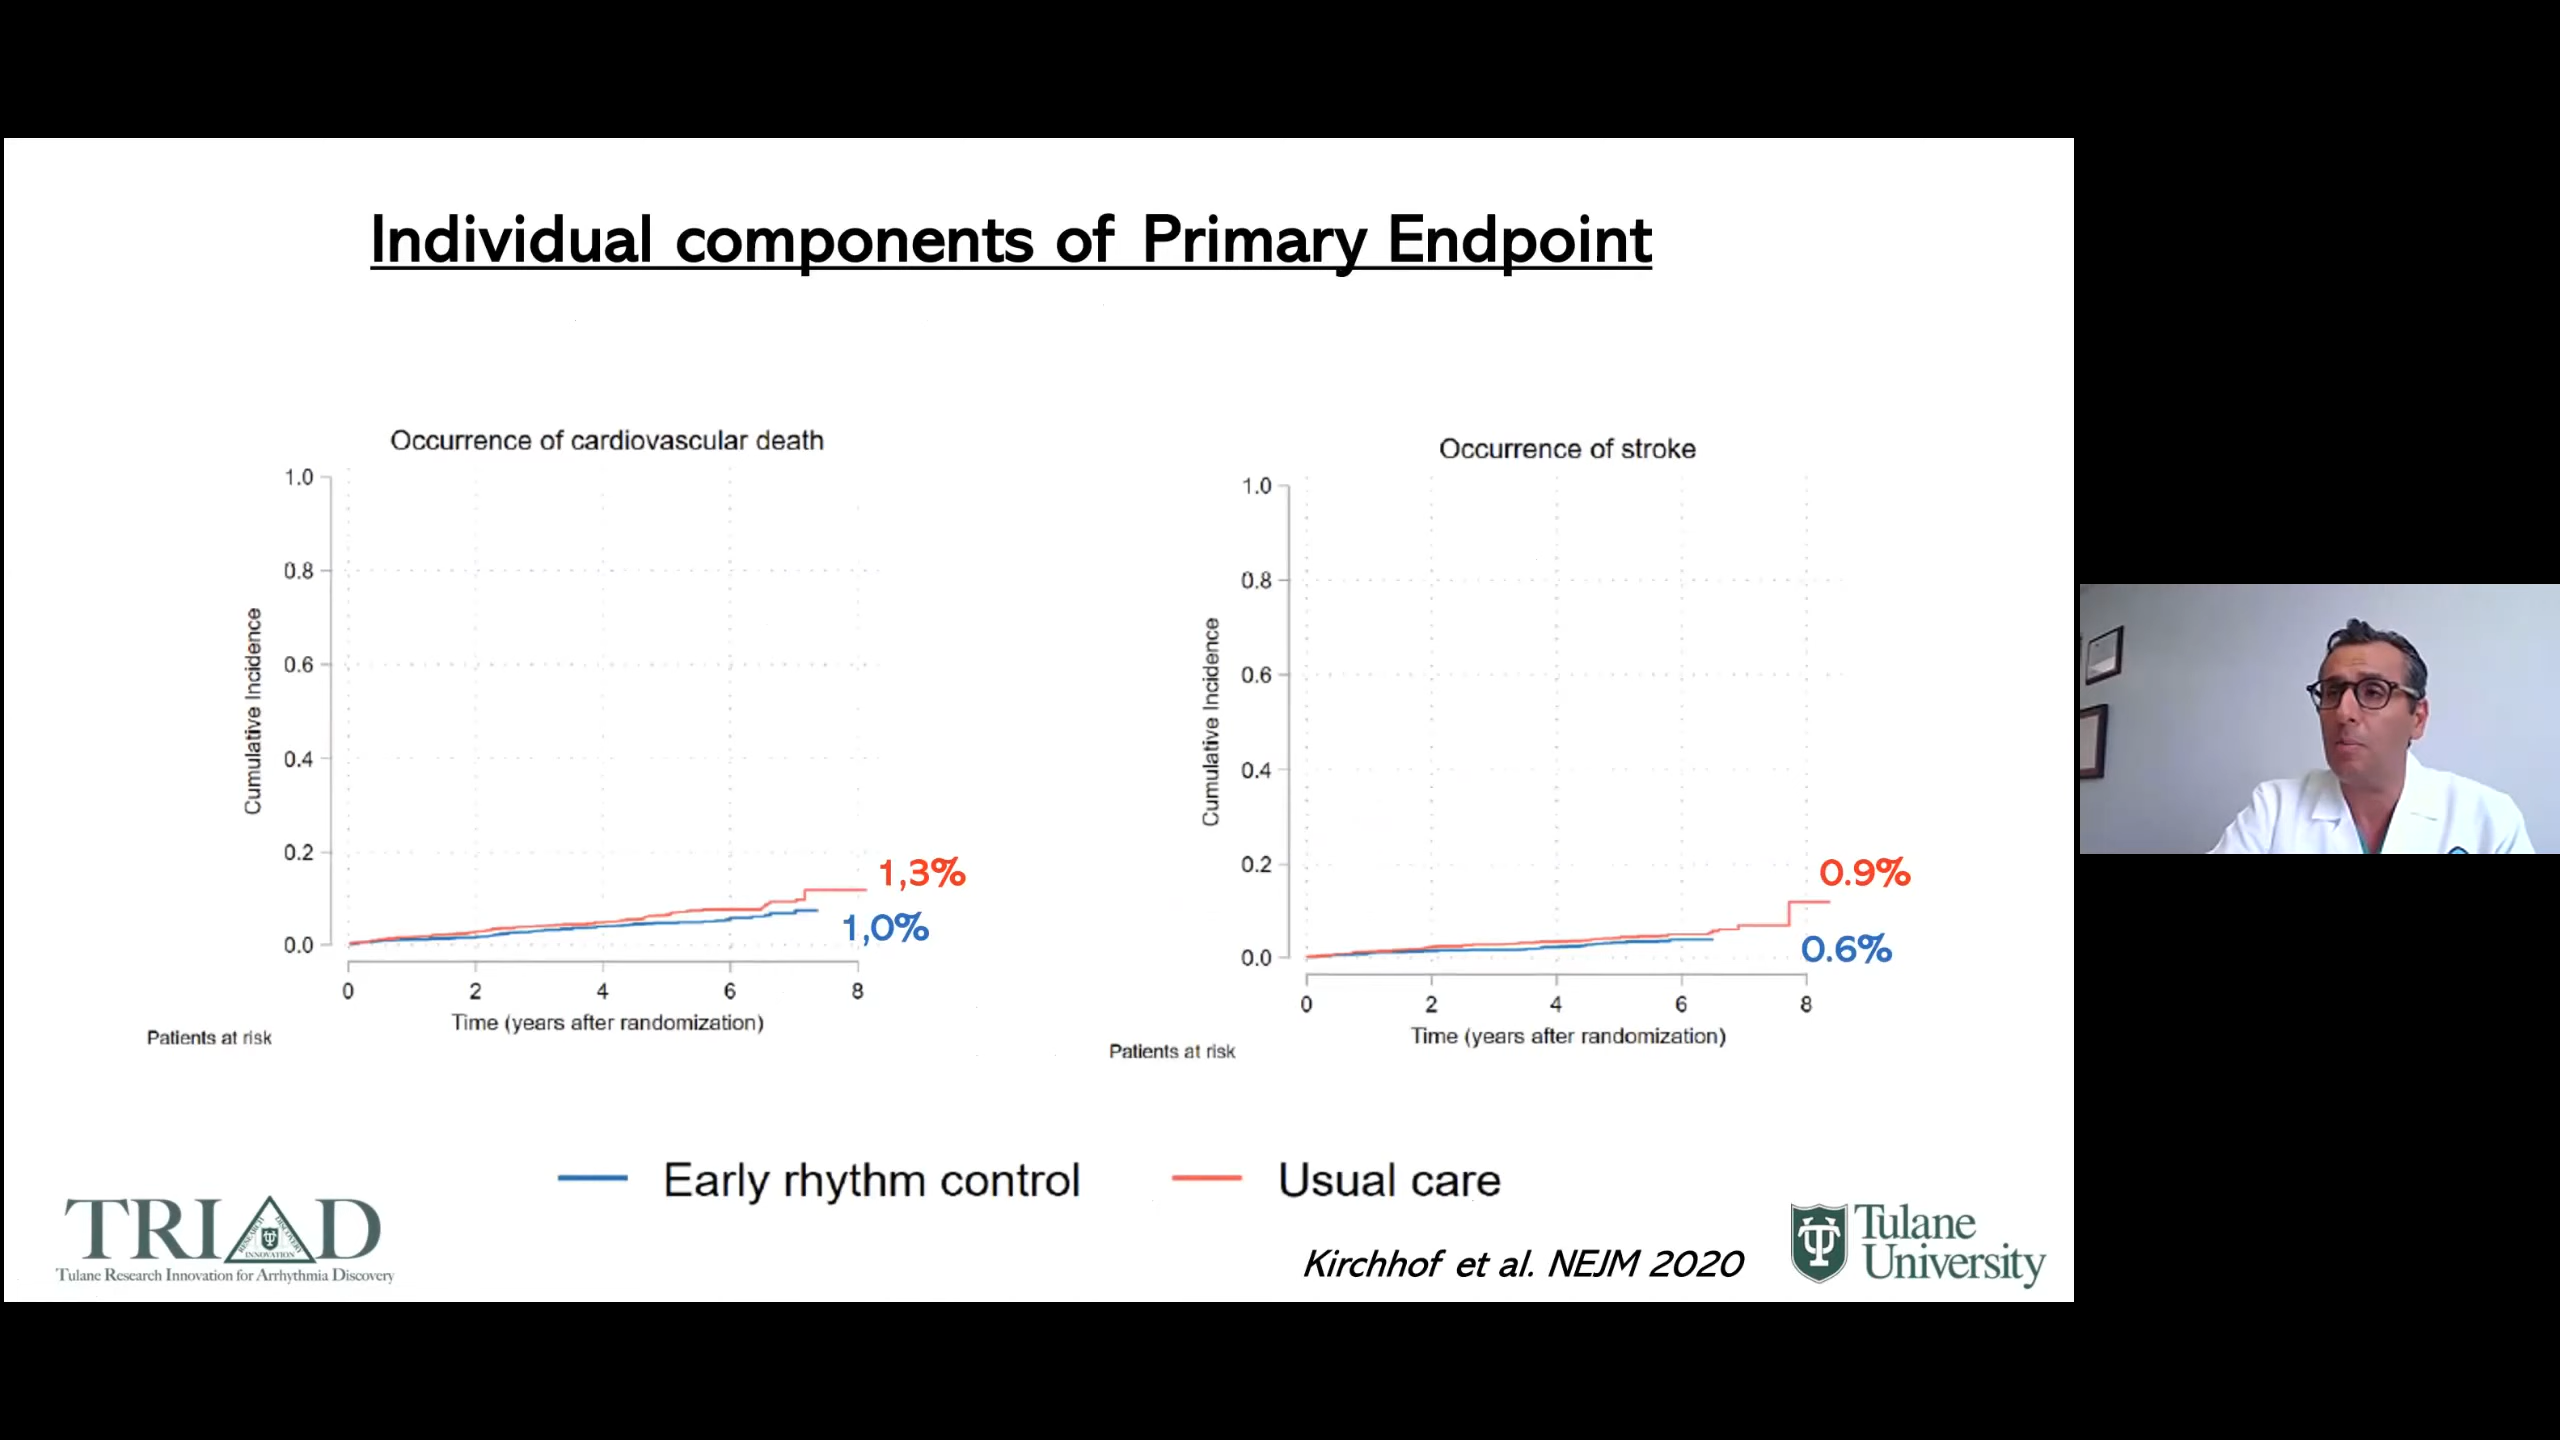 Individual components of Primary Endpoint
Occurrence of cardiovascular death
1.0
0.8
0.6
0.4
0.2
0.0
Cumulative Incidence
1,3%
1,0%
0
2
4
6
8
Time (years after randomization)
Patients at risk
Occurrence of stroke
1.0
0.8
0.6
0.4
0.2
0.0
Cumulative Incidence
0.9%
0.6%
0
2
4
6
8
Time (years after randomization)
Patients at risk
Early rhythm control
Usual care
TRIAD
RESEARCH
DISCOVERY
INNOVATION
Tulane Research Innovation for Arrhythmia Discovery
Kirchhof et al. NEJM 2020
Tulane
University